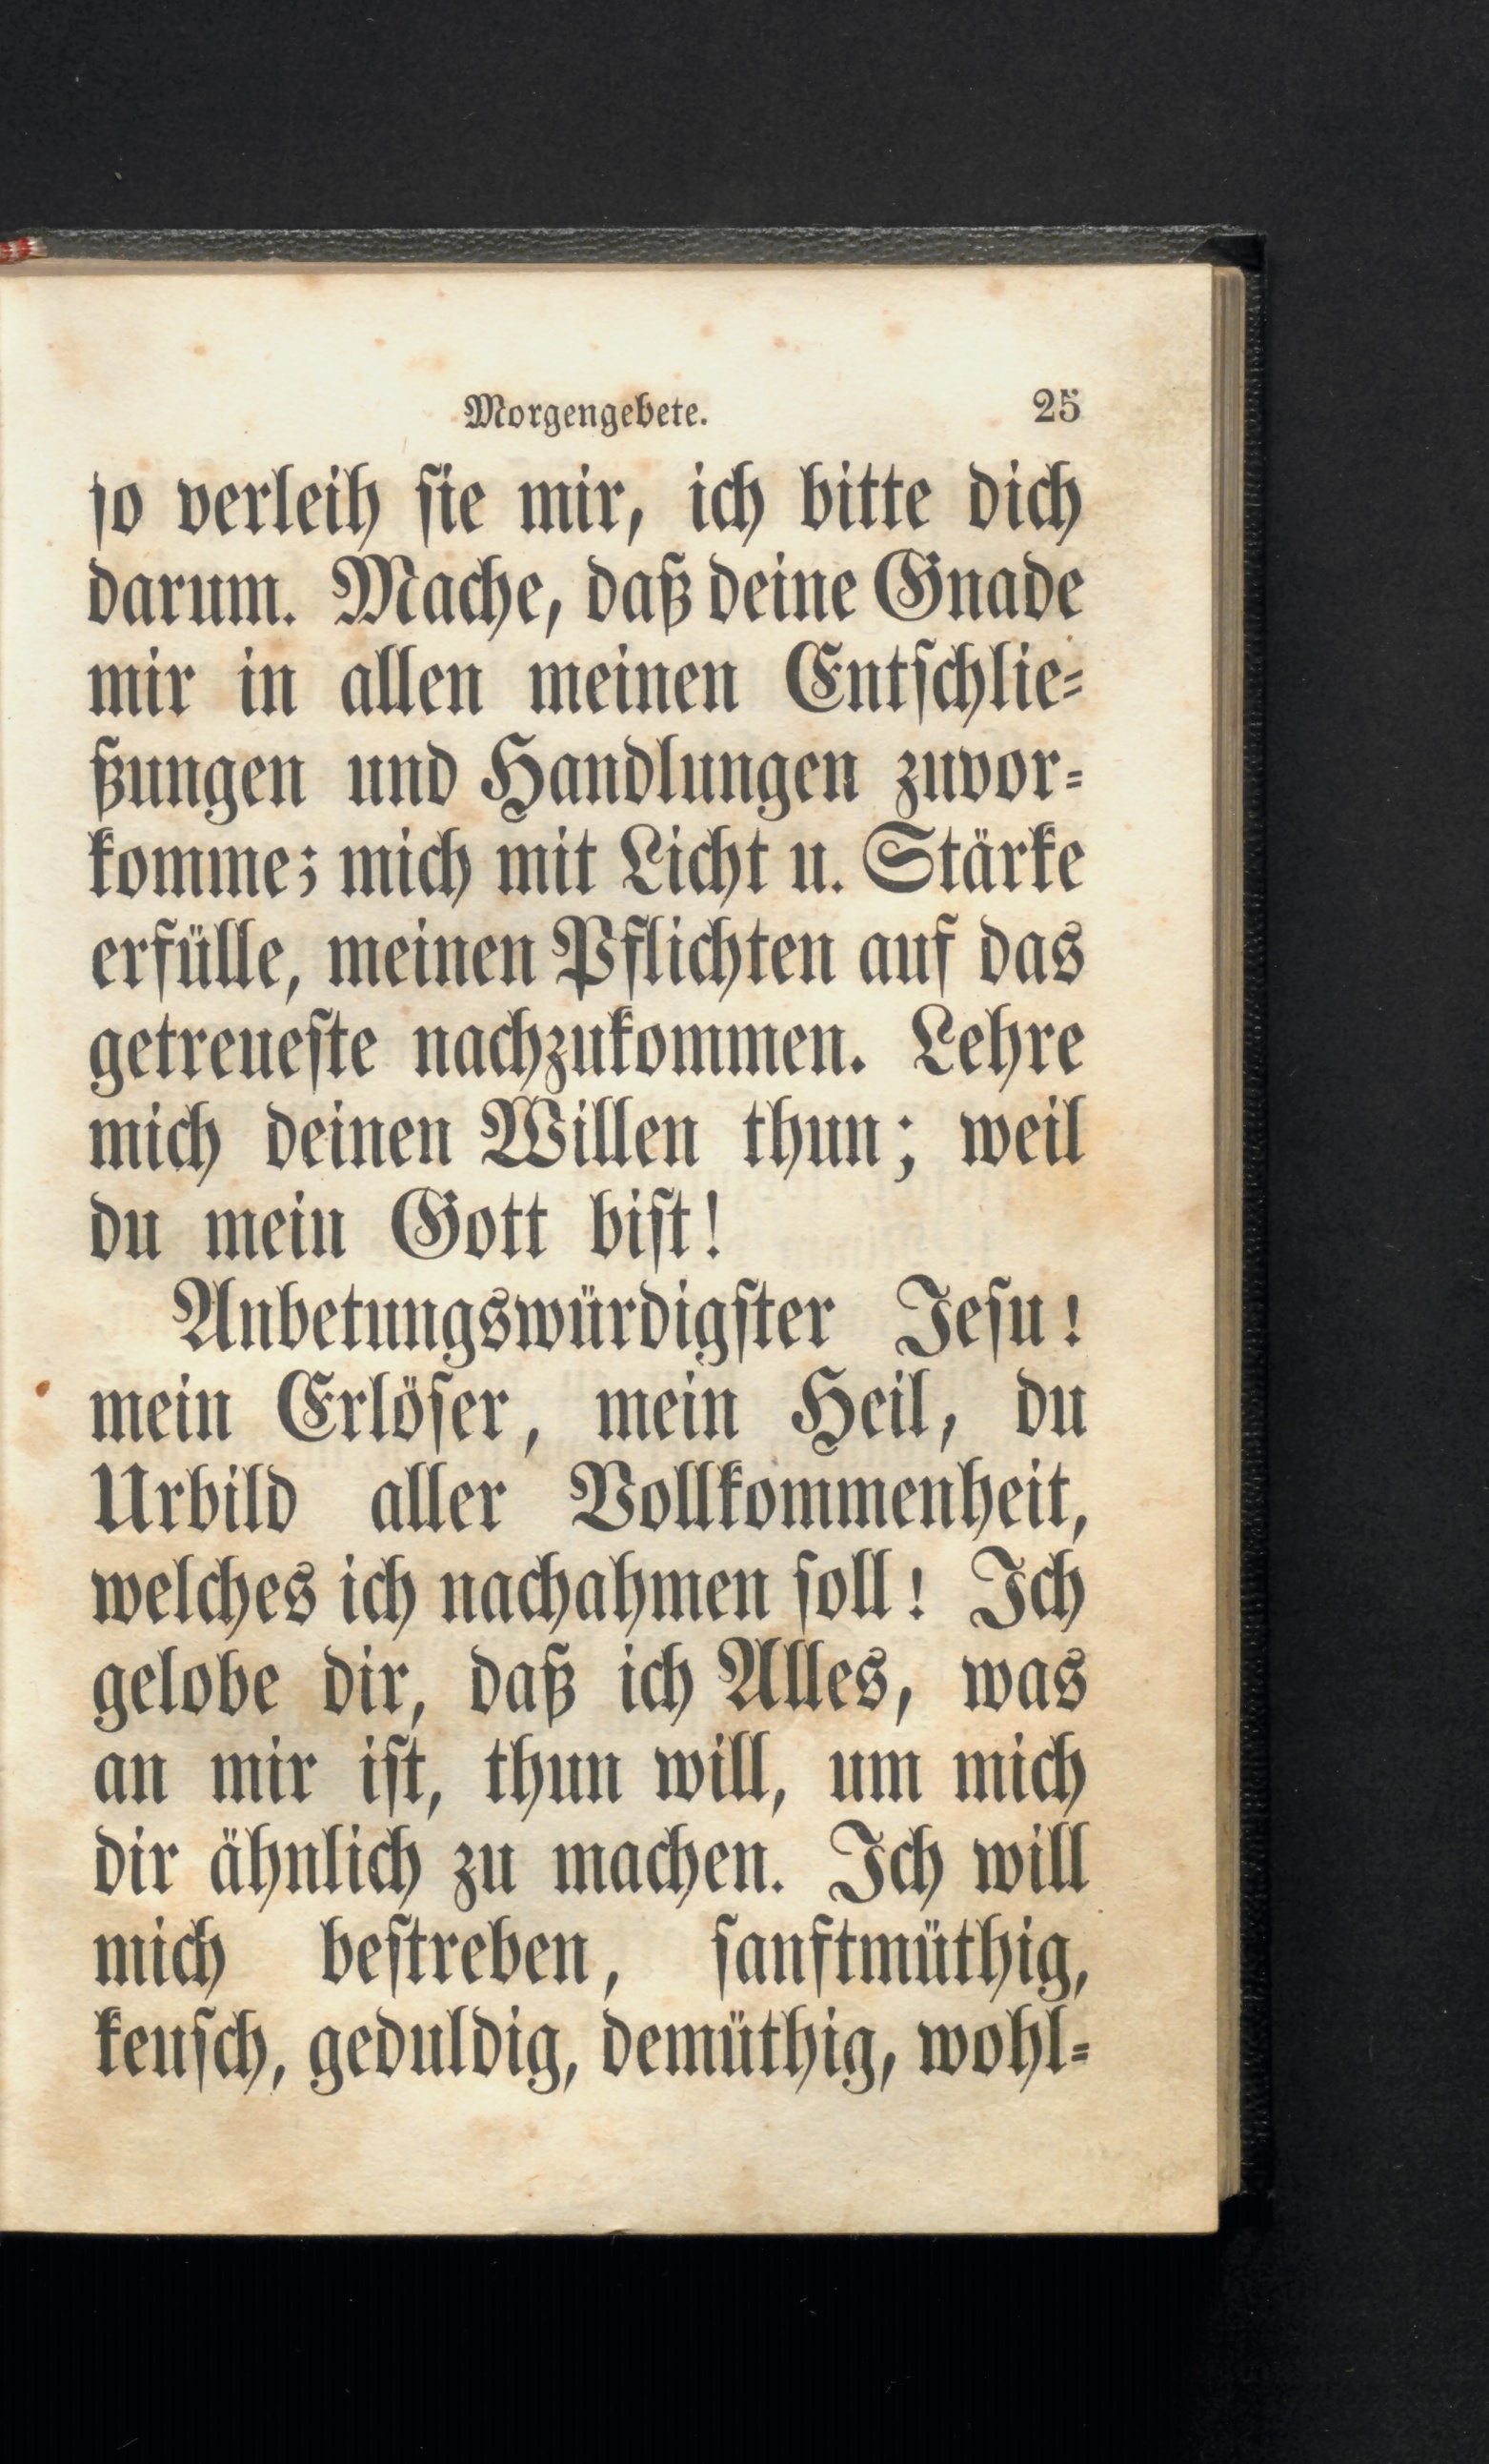 Morgengebete. 25
ſo verleih ſie mir, ich bitte dich
darum. Mache, daß deine Gnade
mir in allen meinen Entſchlie-
ßungen und Handlungen zuvor-
komme; mich mit Licht u. Stärke
erfülle, meinen Pflichten auf das
getreueſte nachzukommen. Lehre
mich deinen Willen thun; weil
du mein Gott biſt!
Anbetungswürdigſter Jeſu!
mein Erlöſer, mein Heil, du
Urbild aller Vollkommenheit,
welches ich nachahmen ſoll! Ich
gelobe dir, daß ich Alles, was
an mir iſt, thun will, um mich
dir ähnlich zu machen. Ich will
mich beſtreben, ſanftmüthig,
keuſch, geduldig, demüthig, wohl-